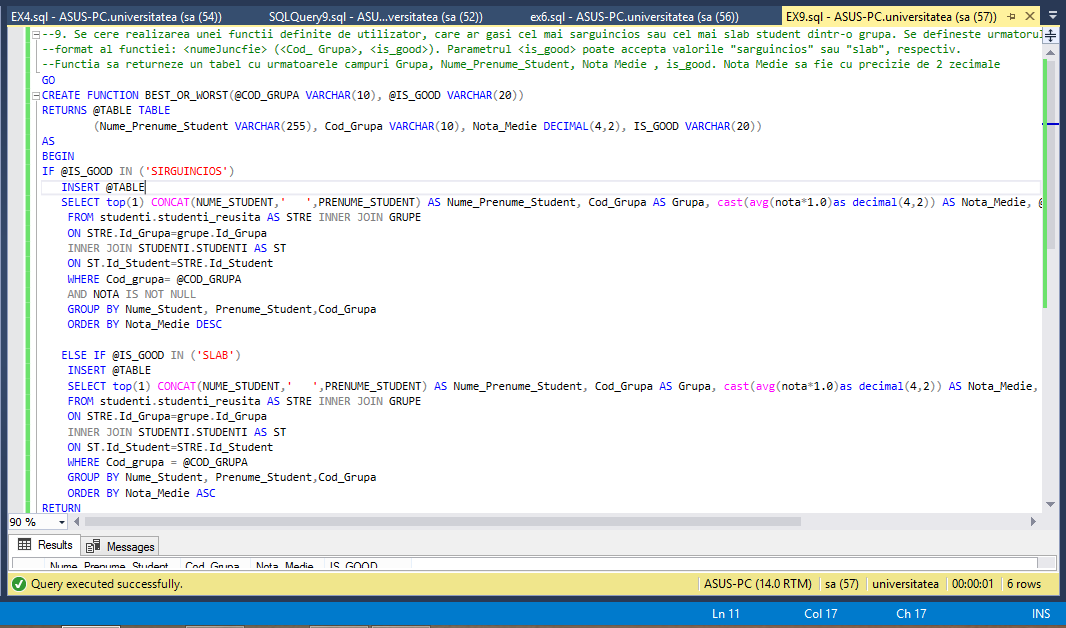 EX4.sql - ASUS-PC.universitatea (sa (54))
SQLQuery9.sql - ASU...versitatea (sa (52))
ex6.sql - ASUS-PC.universitatea (sa (56))
EX9.sql - ASUS-PC.universitatea (sa (57))
--9. Se cere realizarea unei functii definite de utilizator, care ar gasi cel mai sarguincios sau cel mai slab student dintr-o grupa. Se defineste urmatorul
--format al functiei: <numeJuncfie> (<Cod_ Grupa>, <is_good>). Parametrul <is_good> poate accepta valorile "sarguincios" sau "slab", respectiv.
--Functia sa returneze un tabel cu urmatoarele campuri Grupa, Nume_Prenume_Student, Nota Medie , is_good. Nota Medie sa fie cu precizie de 2 zecimale
GO
CREATE FUNCTION BEST_OR_WORST(@COD_GRUPA VARCHAR(10), @IS_GOOD VARCHAR(20))
RETURNS @TABLE TABLE
(Nume_Prenume_Student VARCHAR(255), Cod_Grupa VARCHAR(10), Nota_Medie DECIMAL(4,2), IS_GOOD VARCHAR(20))
AS
BEGIN
IF @IS_GOOD IN ('SIRGUINCIOS')
INSERT @TABLE
SELECT top(1) CONCAT(NUME_STUDENT,'   ',PRENUME_STUDENT) AS Nume_Prenume_Student, Cod_Grupa AS Grupa, cast(avg(nota*1.0)as decimal(4,2)) AS Nota_Medie, @
FROM studenti.studenti_reusita AS STRE INNER JOIN GRUPE
ON STRE.Id_Grupa=grupe.Id_Grupa
INNER JOIN STUDENTI.STUDENTI AS ST
ON ST.Id_Student=STRE.Id_Student
WHERE Cod_grupa= @COD_GRUPA
AND NOTA IS NOT NULL
GROUP BY Nume_Student, Prenume_Student,Cod_Grupa
ORDER BY Nota_Medie DESC
ELSE IF @IS_GOOD IN ('SLAB')
INSERT @TABLE
SELECT top(1) CONCAT(NUME_STUDENT,'   ',PRENUME_STUDENT) AS Nume_Prenume_Student, Cod_Grupa AS Grupa, cast(avg(nota*1.0)as decimal(4,2)) AS Nota_Medie,
FROM studenti.studenti_reusita AS STRE INNER JOIN GRUPE
ON STRE.Id_Grupa=grupe.Id_Grupa
INNER JOIN STUDENTI.STUDENTI AS ST
ON ST.Id_Student=STRE.Id_Student
WHERE Cod_grupa = @COD_GRUPA
GROUP BY Nume_Student, Prenume_Student,Cod_Grupa
ORDER BY Nota_Medie ASC
RETURN
90 %
Results
Messages
Nume_Prenume_Student Cod_Grupa Nota_Medie IS_GOOD
Query executed successfully.
ASUS-PC (14.0 RTM)
sa (57)
universitatea
00:00:01
6 rows
Ln 11
Col 17
Ch 17
INS